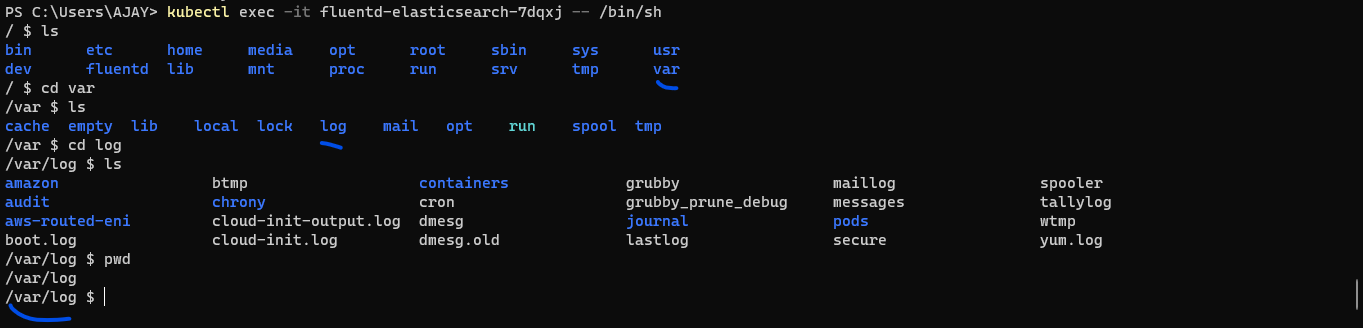 PS C:\Users\AJAY> kubectl exec -it fluentd-elasticsearch-7dqxj -- /bin/sh
/ $ ls
bin      etc      home     media    opt      root     sbin     sys      usr
dev      fluentd  lib      mnt      proc     run      srv      tmp      var
/ $ cd var
/var $ ls
cache  empty  lib    local  lock   log    mail   opt    run    spool  tmp
/var $ cd log
/var/log $ ls
amazon                 btmp                   containers             grubby                 maillog                spooler
audit                  chrony                 cron                   grubby_prune_debug     messages               tallylog
aws-routed-eni         cloud-init-output.log  dmesg                  journal                pods                   wtmp
boot.log               cloud-init.log         dmesg.old              lastlog                secure                 yum.log
/var/log $ pwd
/var/log
/var/log $